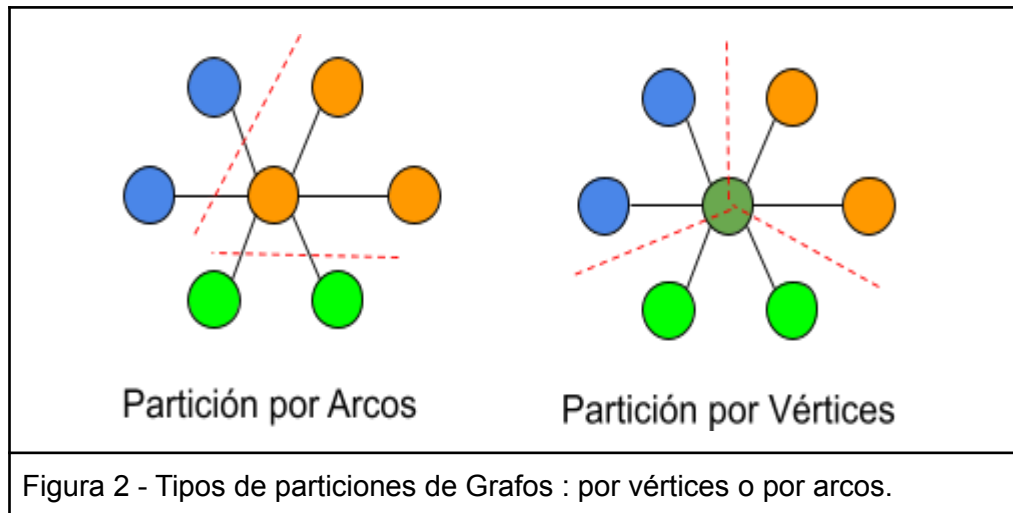 Partición por Arcos
Partición por Vértices
Figura 2 - Tipos de particiones de Grafos : por vértices o por arcos.